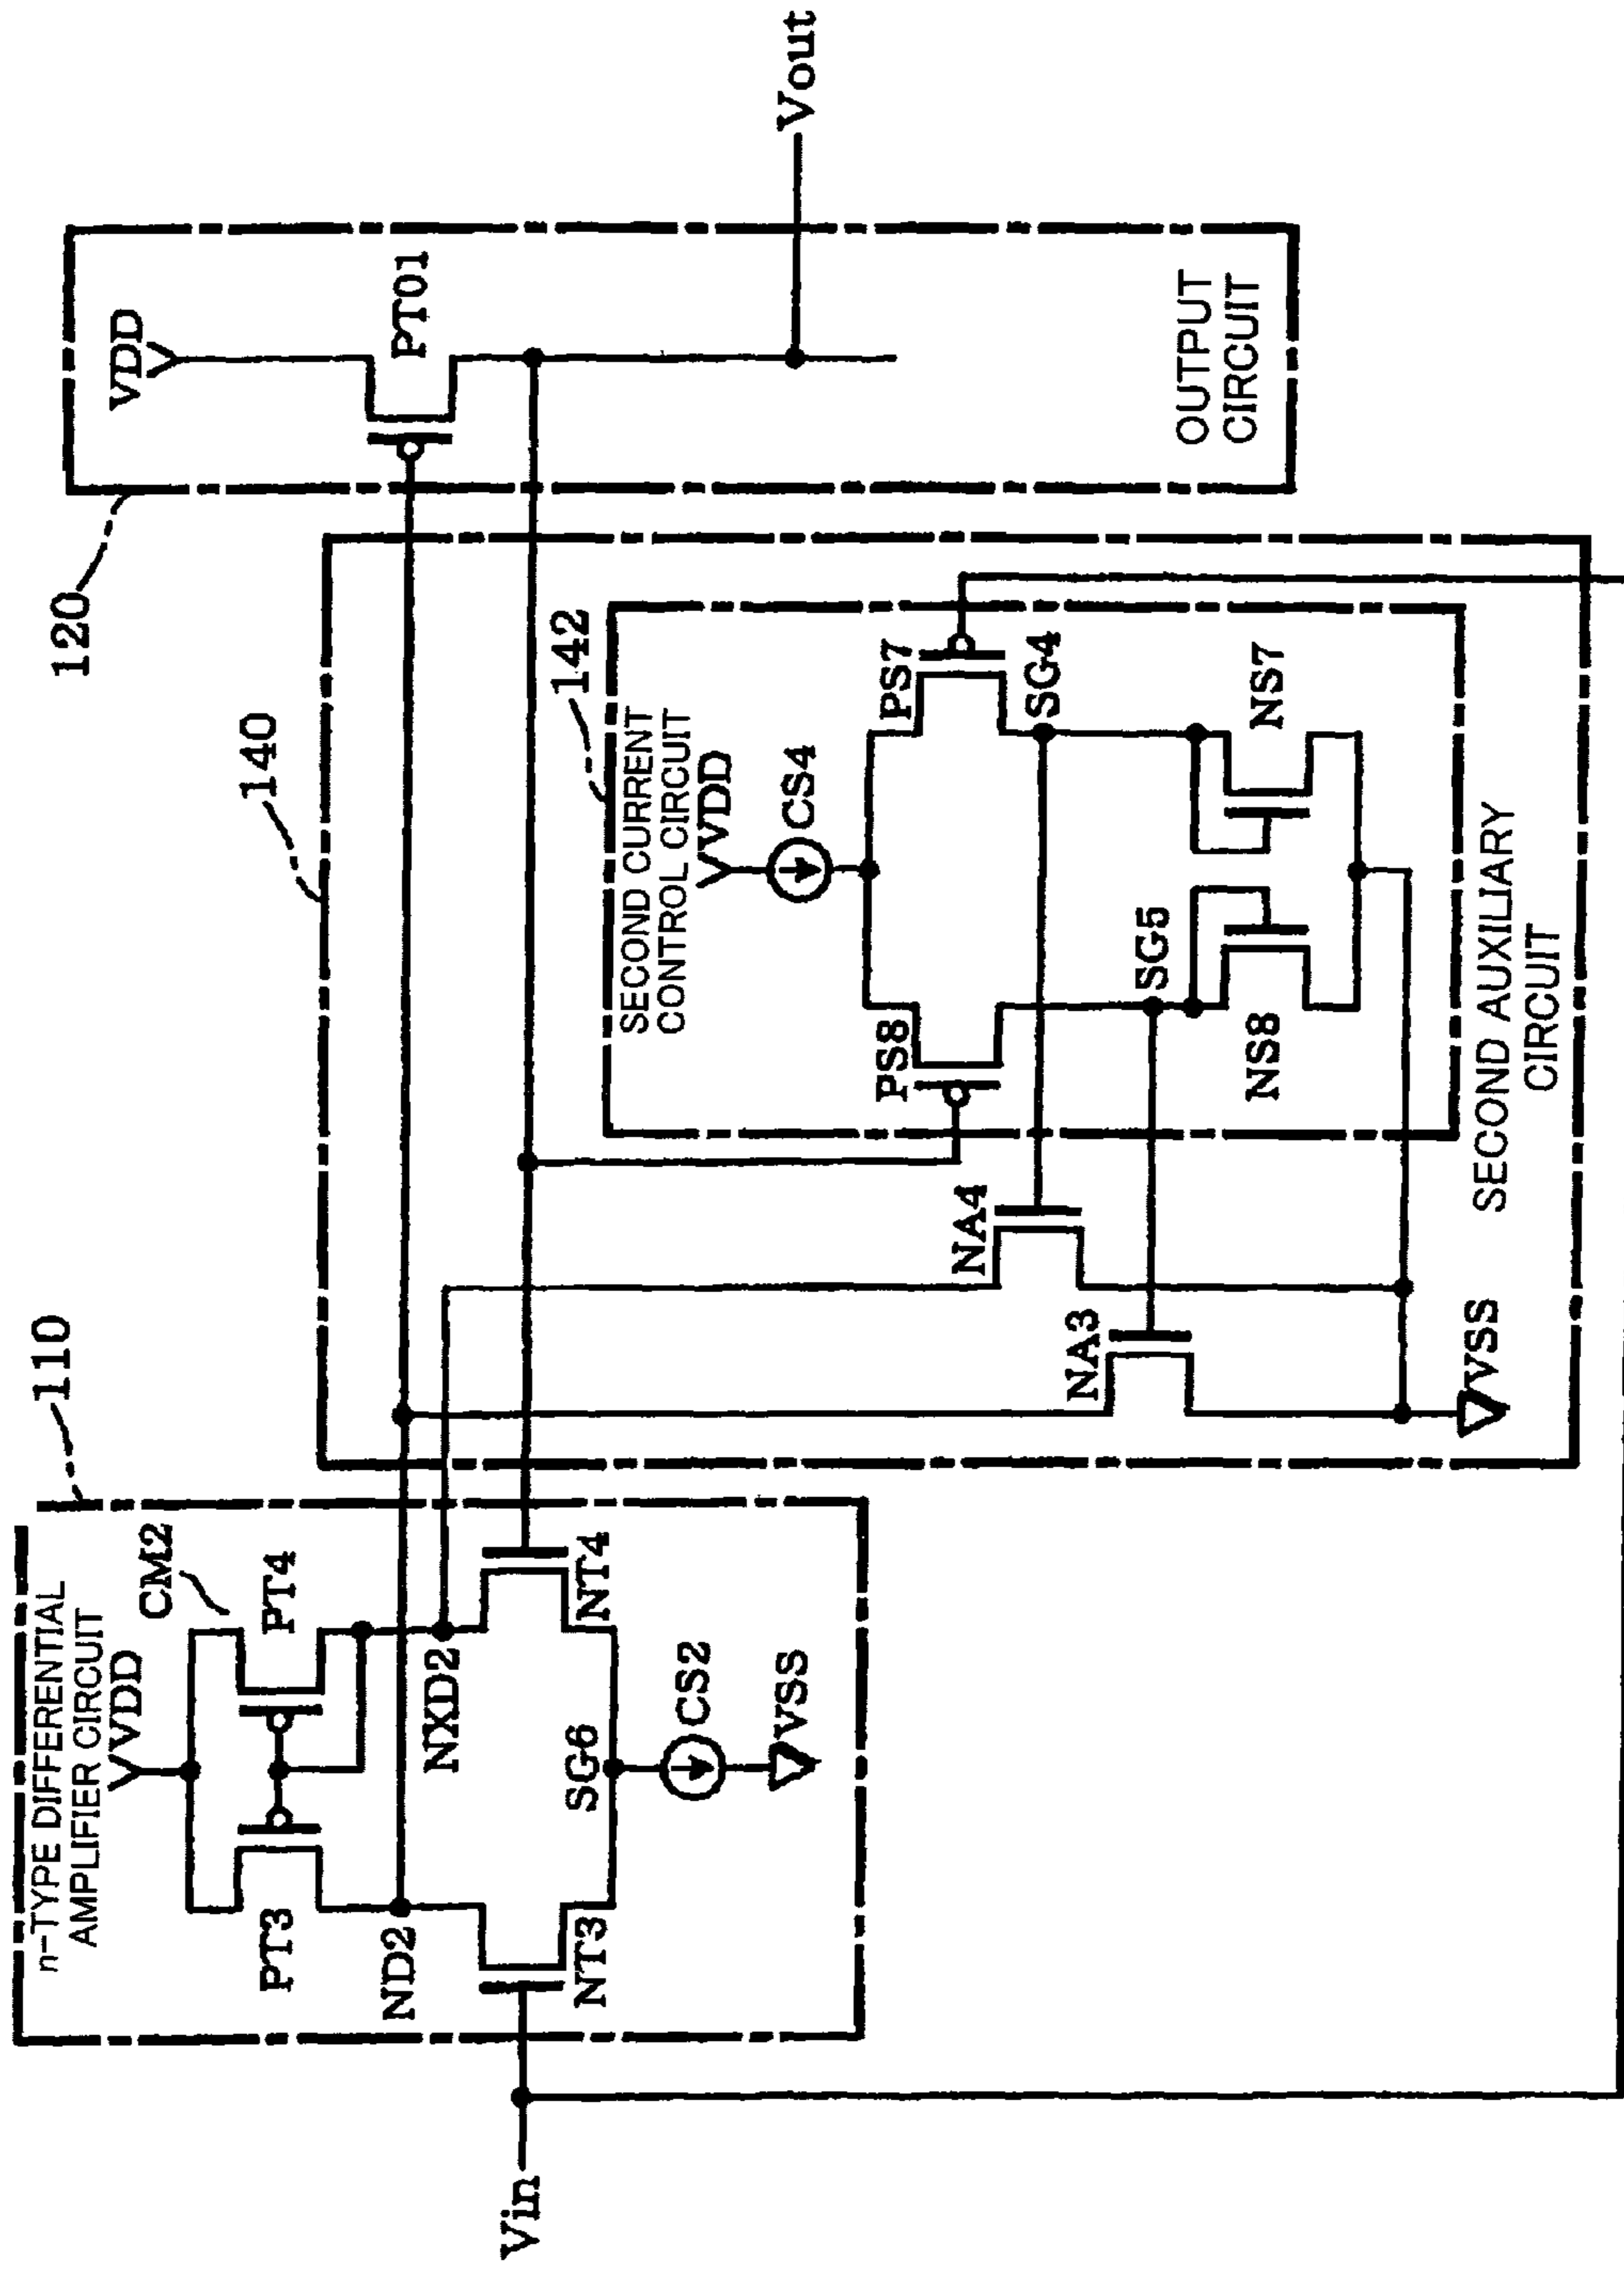 110
n-TYPE DIFFERENTIAL
AMPLIFIER CIRCUIT
VDD
CM2
PT3
PT4
ND2
NXD2
NT3
NT4
SG6
CS2
VSS
Vin
140
142
SECOND CURRENT
CONTROL CIRCUIT
VDD
CS4
PS8
PS7
SG4
SG5
NS8
NS7
NA4
NA3
VSS
SECOND AUXILIARY
CIRCUIT
120
VDD
PT01
Vout
OUTPUT
CIRCUIT